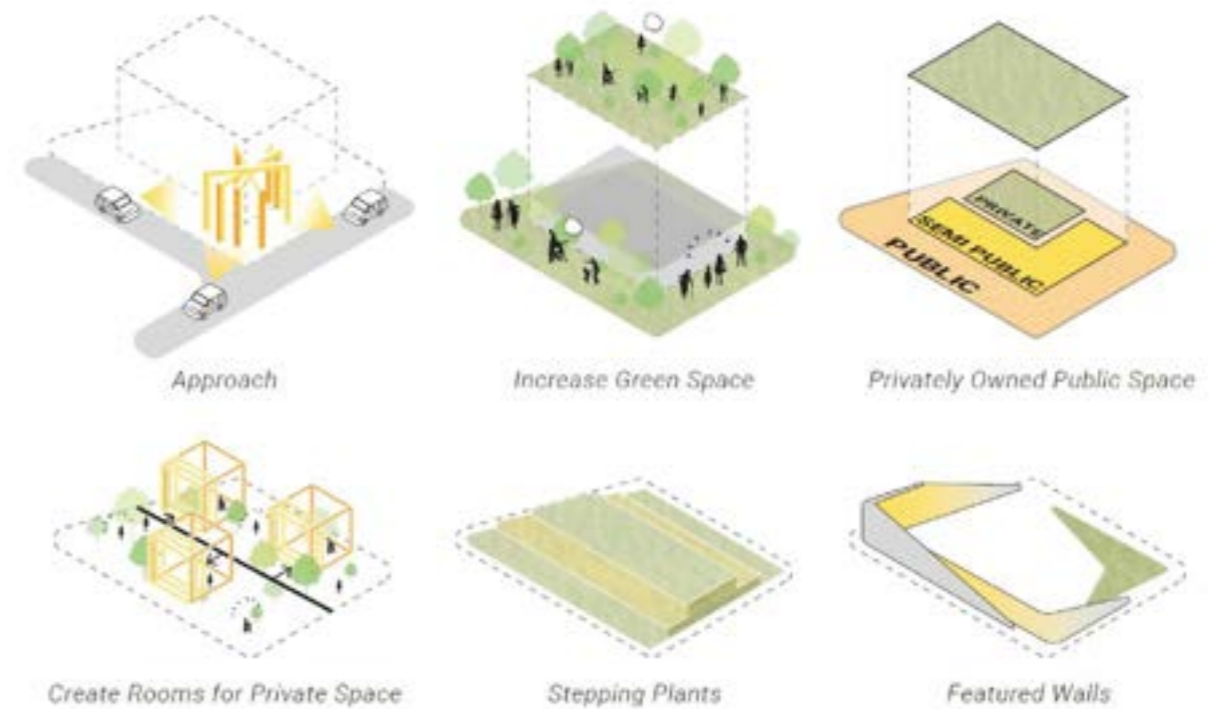 PRIVATE
SEMI PUBLIC
PUBLIC
Approach
Increase Green Space
Privately Owned Public Space
Create Rooms for Private Space
Stepping Plants
Featured Walls